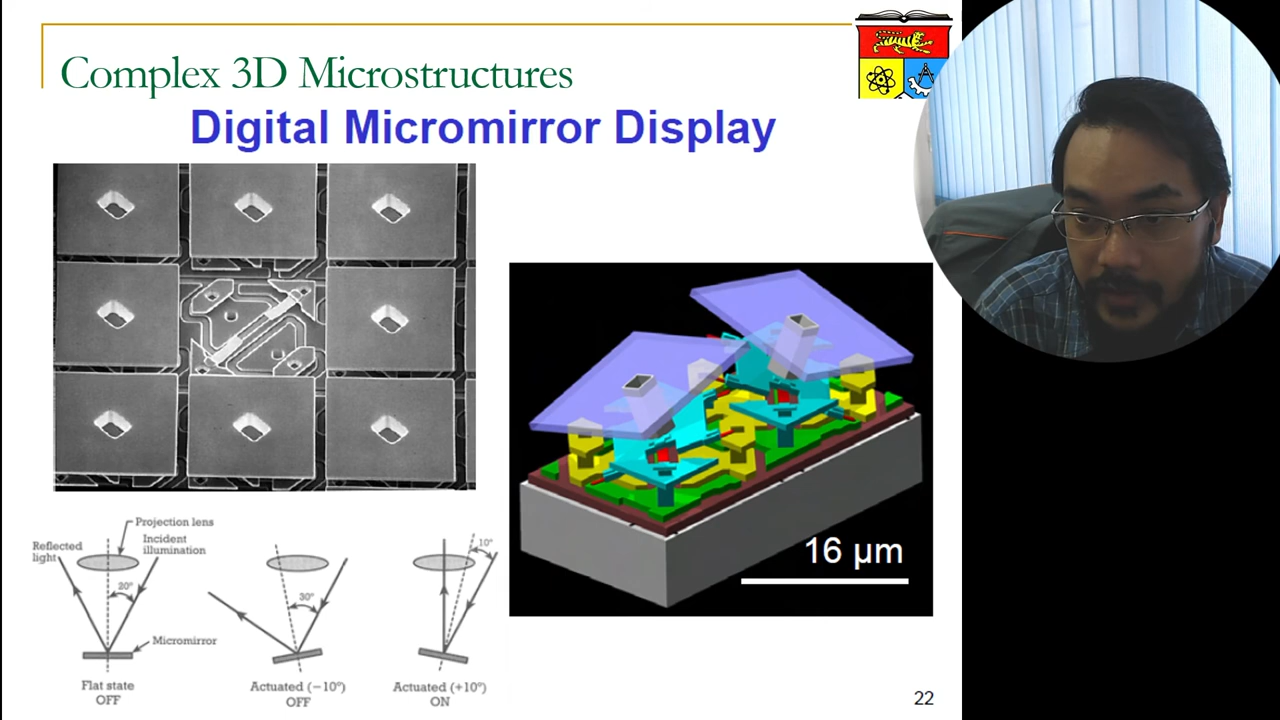 Complex 3D Microstructures
Digital Micromirror Display
16 µm
Projection lens
Reflected
light
Incident
illumination
20°
Micromirror
Flat state
OFF
30°
Actuated (−10°)
OFF
10°
Actuated (+10°)
ON
22